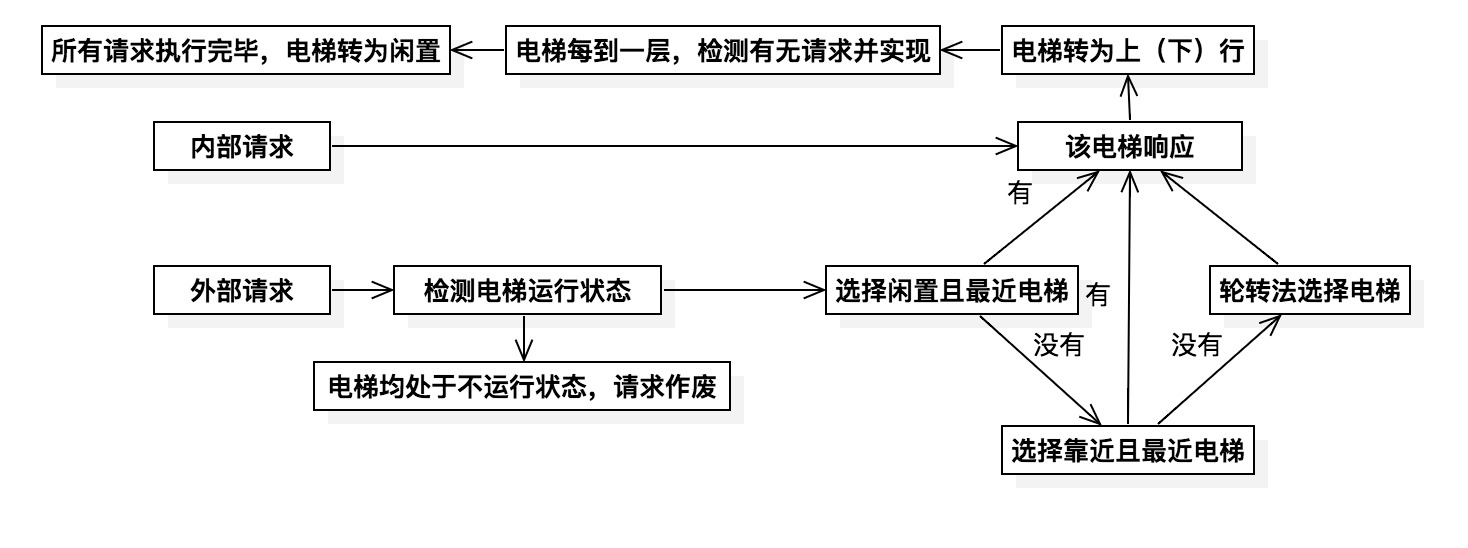 所有请求执行完毕，电梯转为闲置
电梯每到一层，检测有无请求并实现
电梯转为上（下）行
内部请求
该电梯响应
有
外部请求
检测电梯运行状态
选择闲置且最近电梯
有
轮转法选择电梯
没有
没有
电梯均处于不运行状态，请求作废
选择靠近且最近电梯